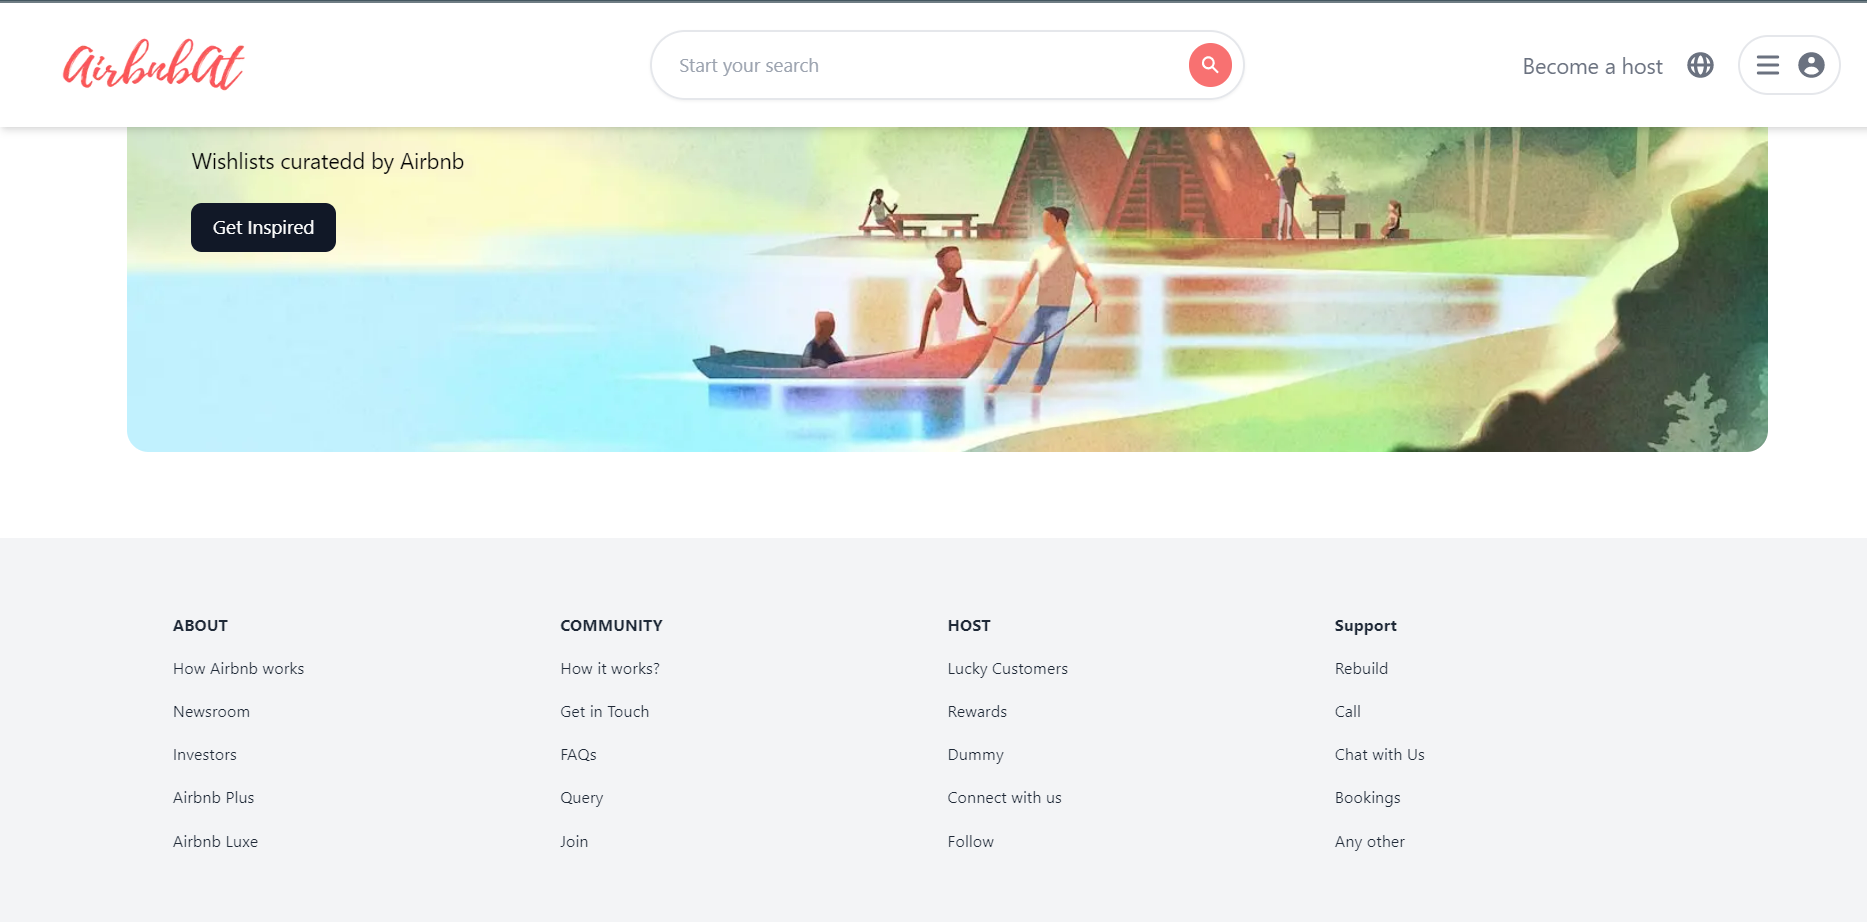 AirbnbAt
Start your search
Become a host
Wishlists curatedd by Airbnb
Get Inspired
ABOUT
How Airbnb works
Newsroom
Investors
Airbnb Plus
Airbnb Luxe
COMMUNITY
How it works?
Get in Touch
FAQs
Query
Join
HOST
Lucky Customers
Rewards
Dummy
Connect with us
Follow
Support
Rebuild
Call
Chat with Us
Bookings
Any other